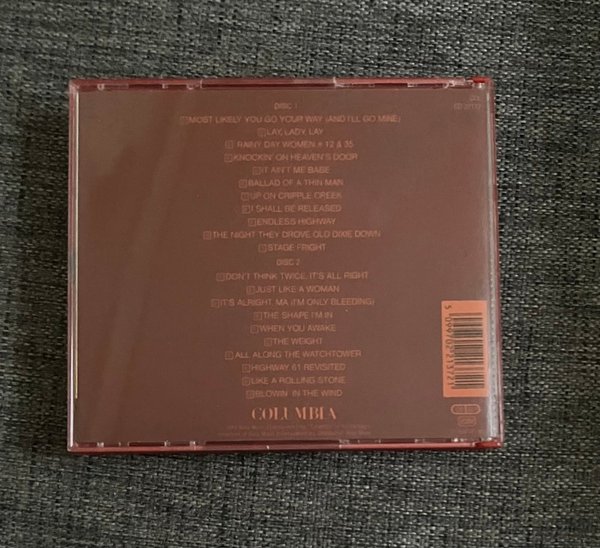 DISC 1
MOST LIKELY YOU GO YOUR WAY (AND I'LL GO MINE)
LAY, LADY, LAY
RAINY DAY WOMEN # 12 & 35
KNOCKIN' ON HEAVEN'S DOOR
IT AIN'T ME BABE
BALLAD OF A THIN MAN
UP ON CRIPPLE CREEK
I SHALL BE RELEASED
ENDLESS HIGHWAY
THE NIGHT THEY DROVE OLD DIXIE DOWN
STAGE FRIGHT
DISC 2
DON'T THINK TWICE, IT'S ALL RIGHT
JUST LIKE A WOMAN
IT'S ALRIGHT, MA (I'M ONLY BLEEDING)
THE SHAPE I'M IN
WHEN YOU AWAKE
THE WEIGHT
ALL ALONG THE WATCHTOWER
HIGHWAY 61 REVISITED
LIKE A ROLLING STONE
BLOWIN' IN THE WIND
COLUMBIA